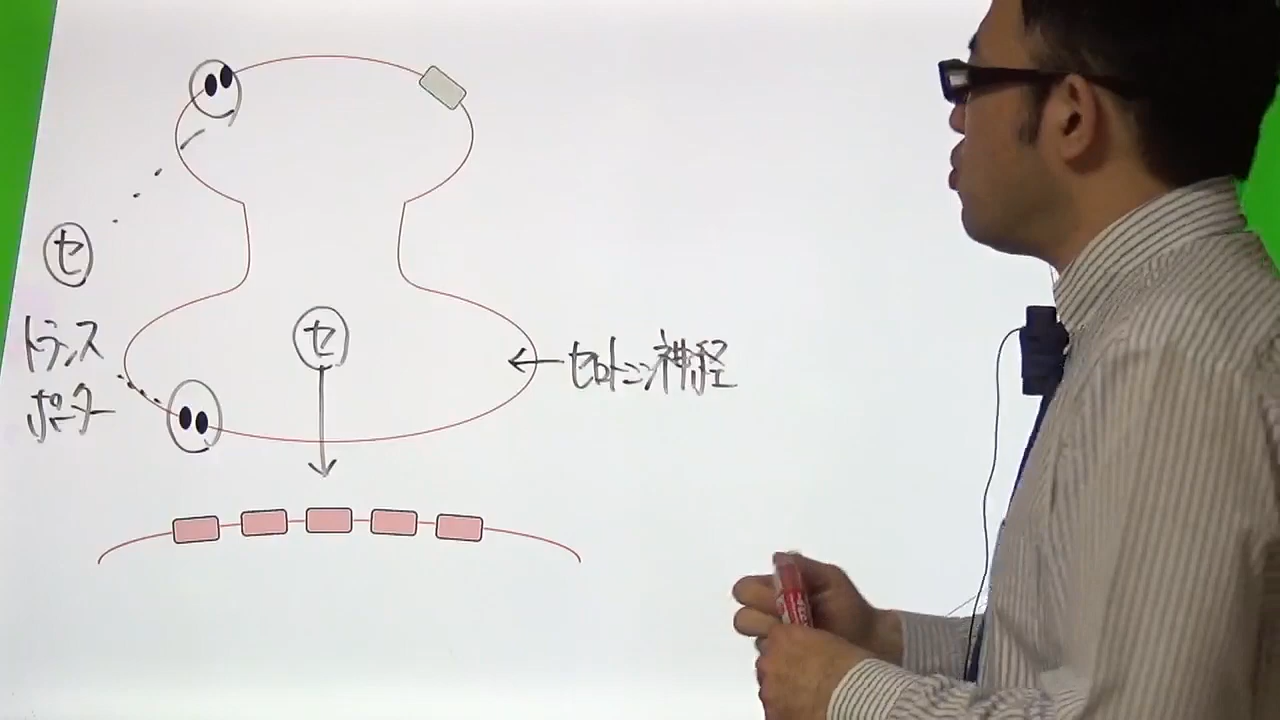 セ
トランス
ポーター
セ
セロトニン神経